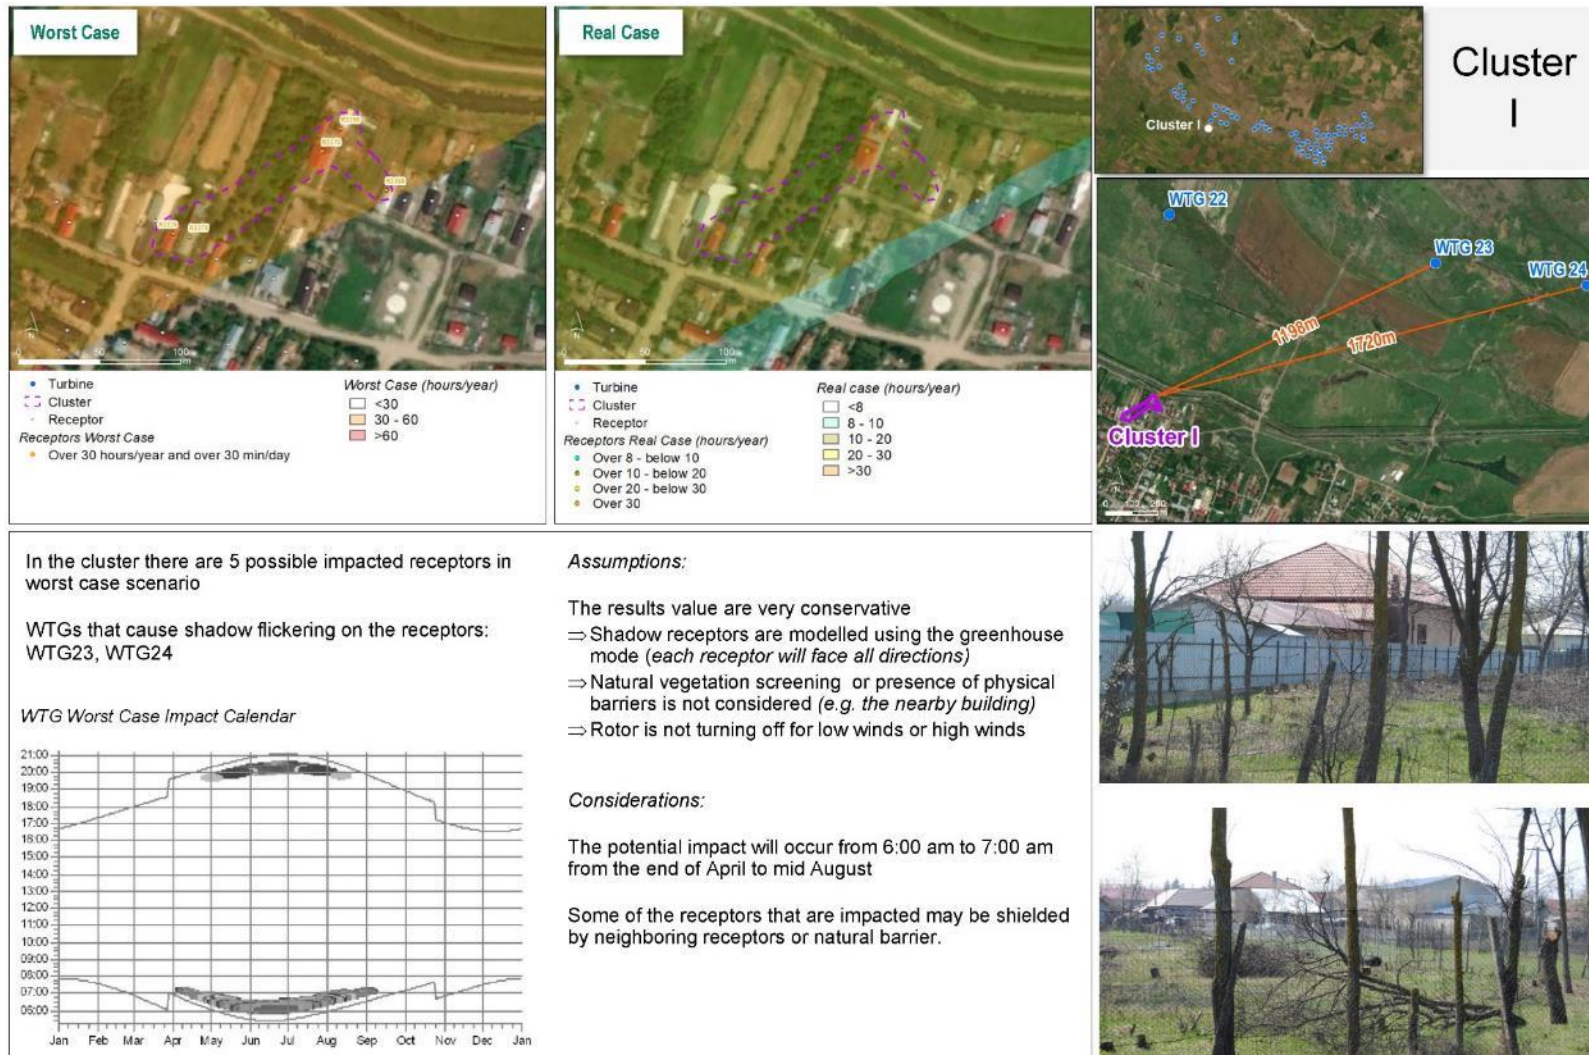 Worst Case
0
50
100
m
Turbine
Cluster
Receptor
Receptors Worst Case
Over 30 hours/year and over 30 min/day
Worst Case (hours/year)
<30
30 - 60
>60
Real Case
0
50
100
m
Turbine
Cluster
Receptor
Receptors Real Case (hours/year)
Over 8 - below 10
Over 10 - below 20
Over 20 - below 30
Over 30
Real case (hours/year)
<8
8 - 10
10 - 20
20 - 30
>30
Cluster I
Cluster
I
WTG 22
WTG 23
WTG 24
1198m
1720m
Cluster I
In the cluster there are 5 possible impacted receptors in
worst case scenario
WTGs that cause shadow flickering on the receptors:
WTG23, WTG24
WTG Worst Case Impact Calendar
21:00
20:00
19:00
18:00
17:00
16:00
15:00
14:00
13:00
12:00
11:00
10:00
09:00
08:00
07:00
06:00
Jan Feb Mar Apr May Jun Jul Aug Sep Oct Nov Dec Jan
Assumptions:
The results value are very conservative
⇒ Shadow receptors are modelled using the greenhouse
mode (each receptor will face all directions)
⇒ Natural vegetation screening or presence of physical
barriers is not considered (e.g. the nearby building)
⇒ Rotor is not turning off for low winds or high winds
Considerations:
The potential impact will occur from 6:00 am to 7:00 am
from the end of April to mid August
Some of the receptors that are impacted may be shielded
by neighboring receptors or natural barrier.